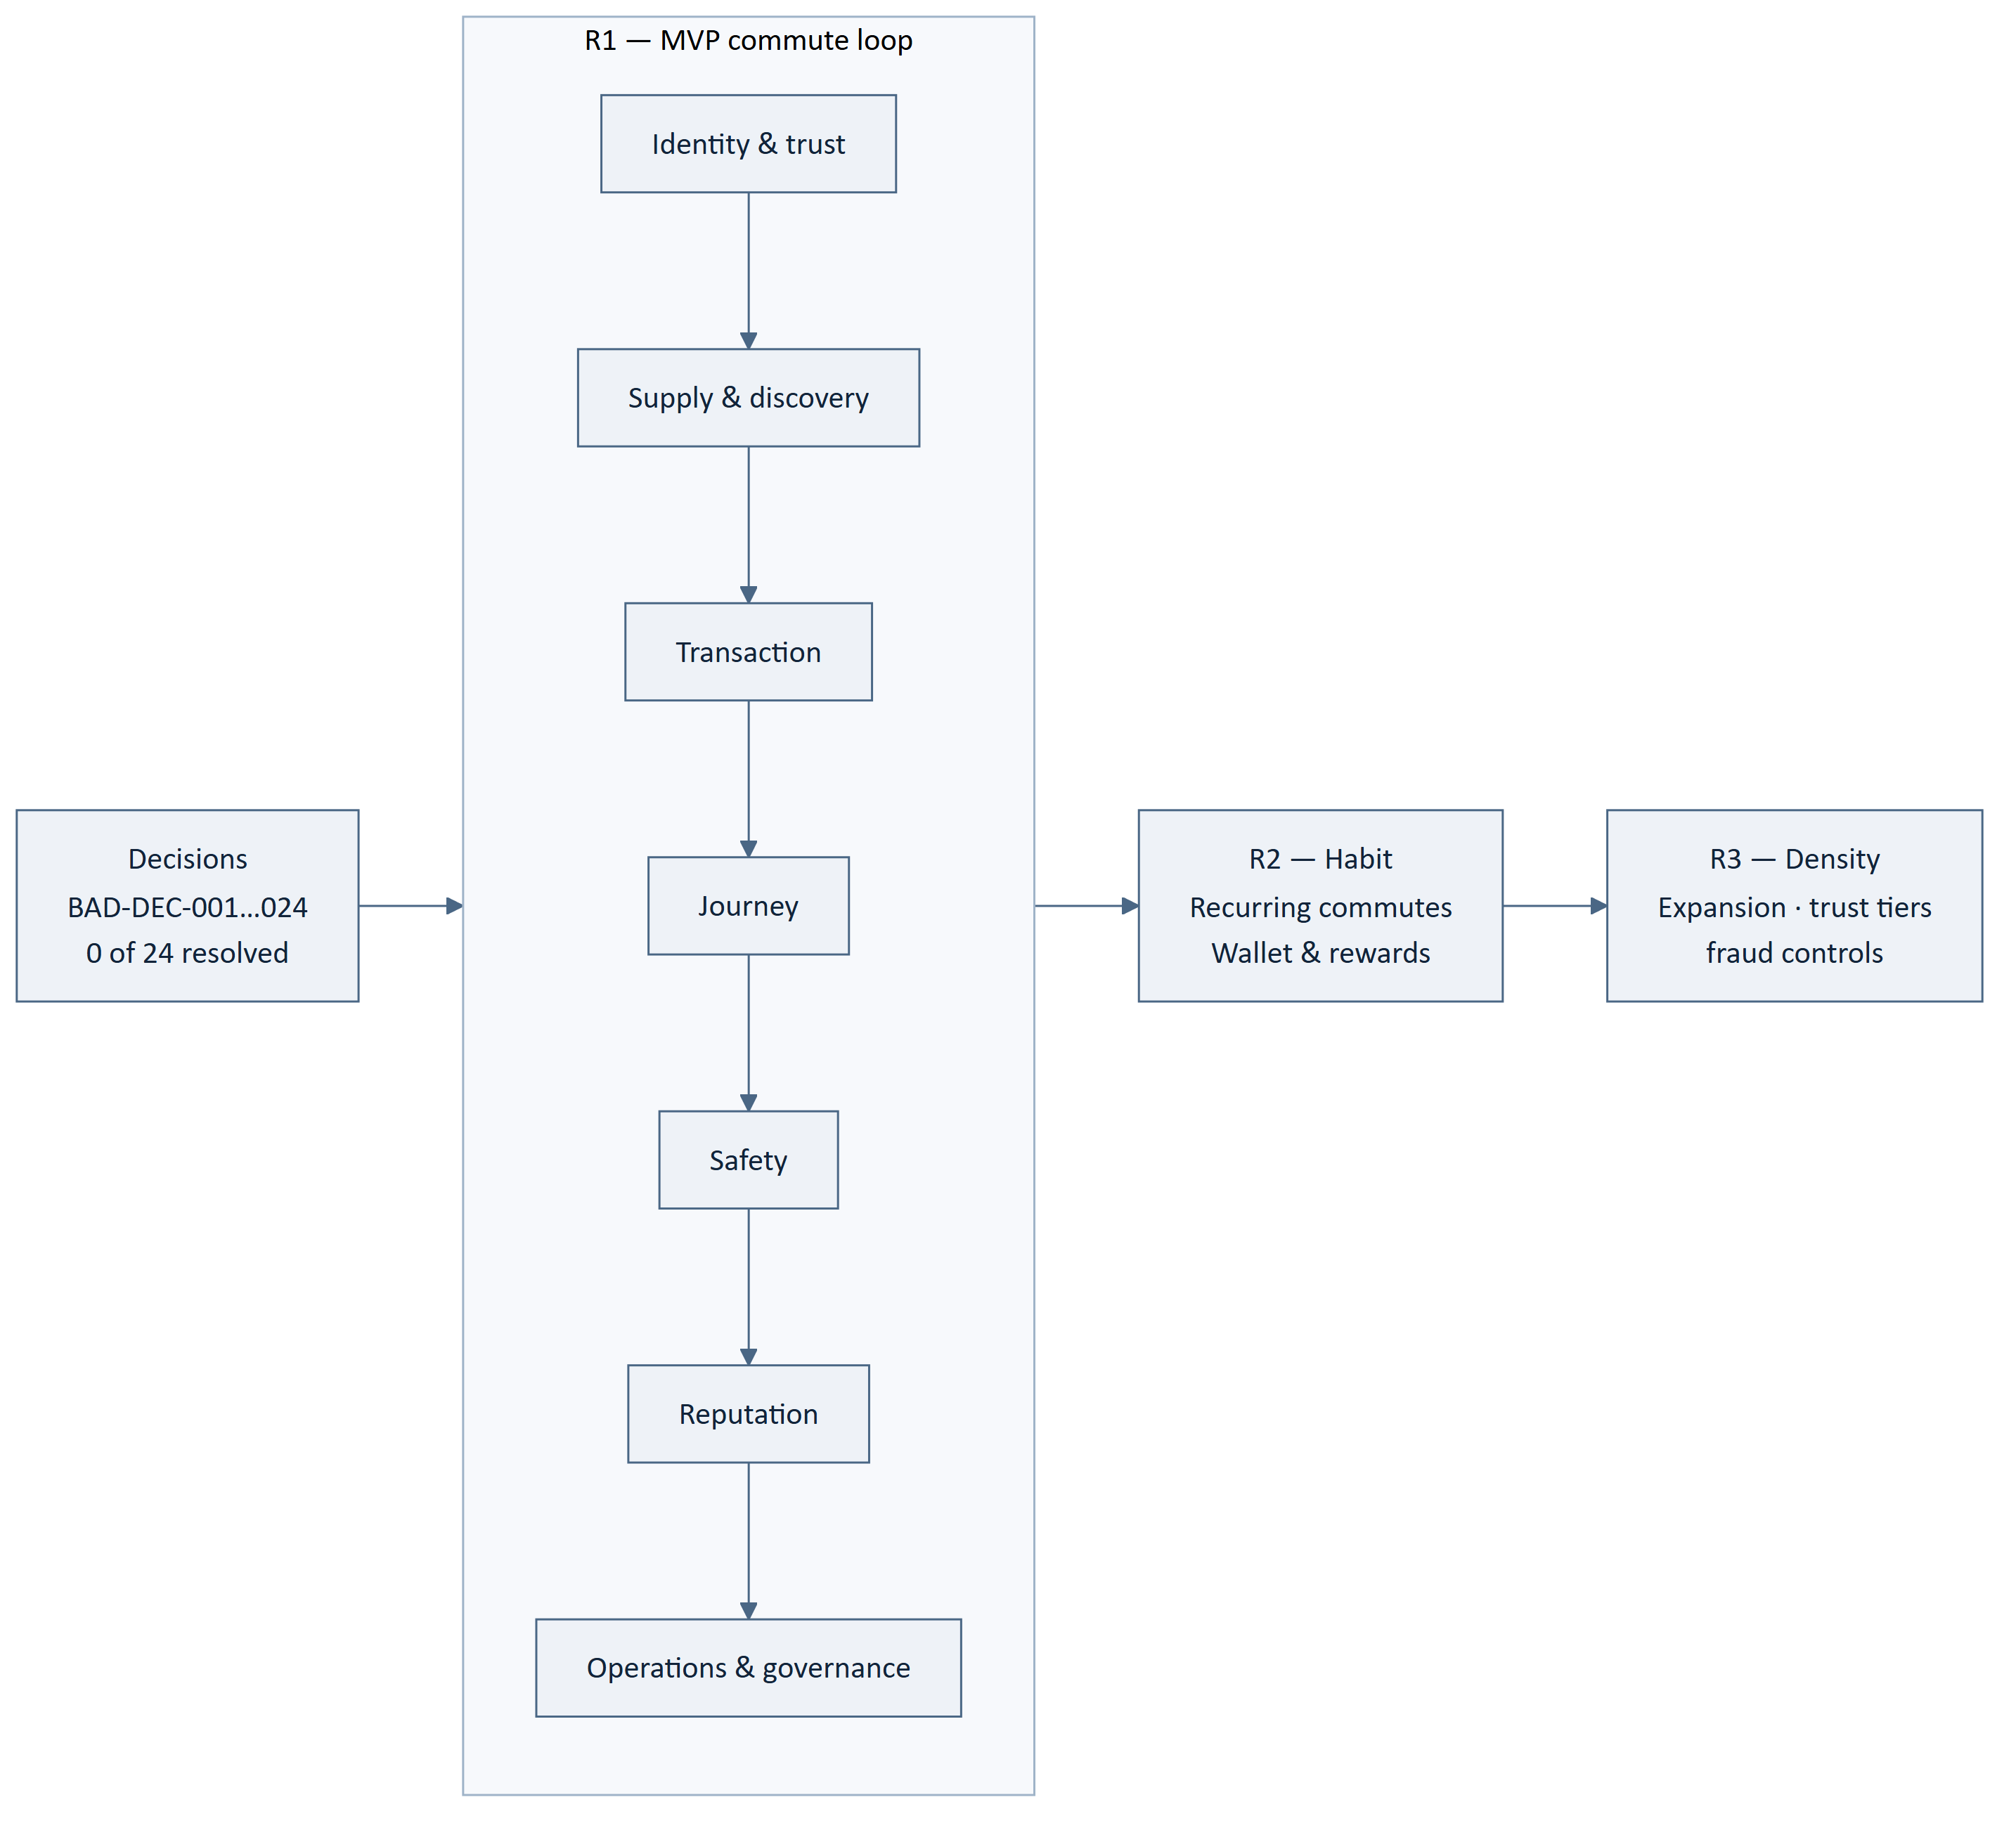 R1 — MVP commute loop
Identity & trust
Supply & discovery
Transaction
Journey
Safety
Reputation
Operations & governance
Decisions
BAD-DEC-001…024
0 of 24 resolved
R2 — Habit
Recurring commutes
Wallet & rewards
R3 — Density
Expansion · trust tiers
fraud controls